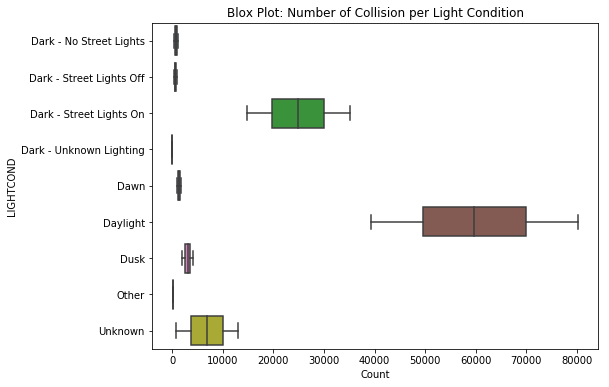 Blox Plot: Number of Collision per Light Condition
Dark - No Street Lights
Dark - Street Lights Off
Dark - Street Lights On
Dark - Unknown Lighting
Dawn
Daylight
Dusk
Other
Unknown
LIGHTCOND
0 10000 20000 30000 40000 50000 60000 70000 80000
Count